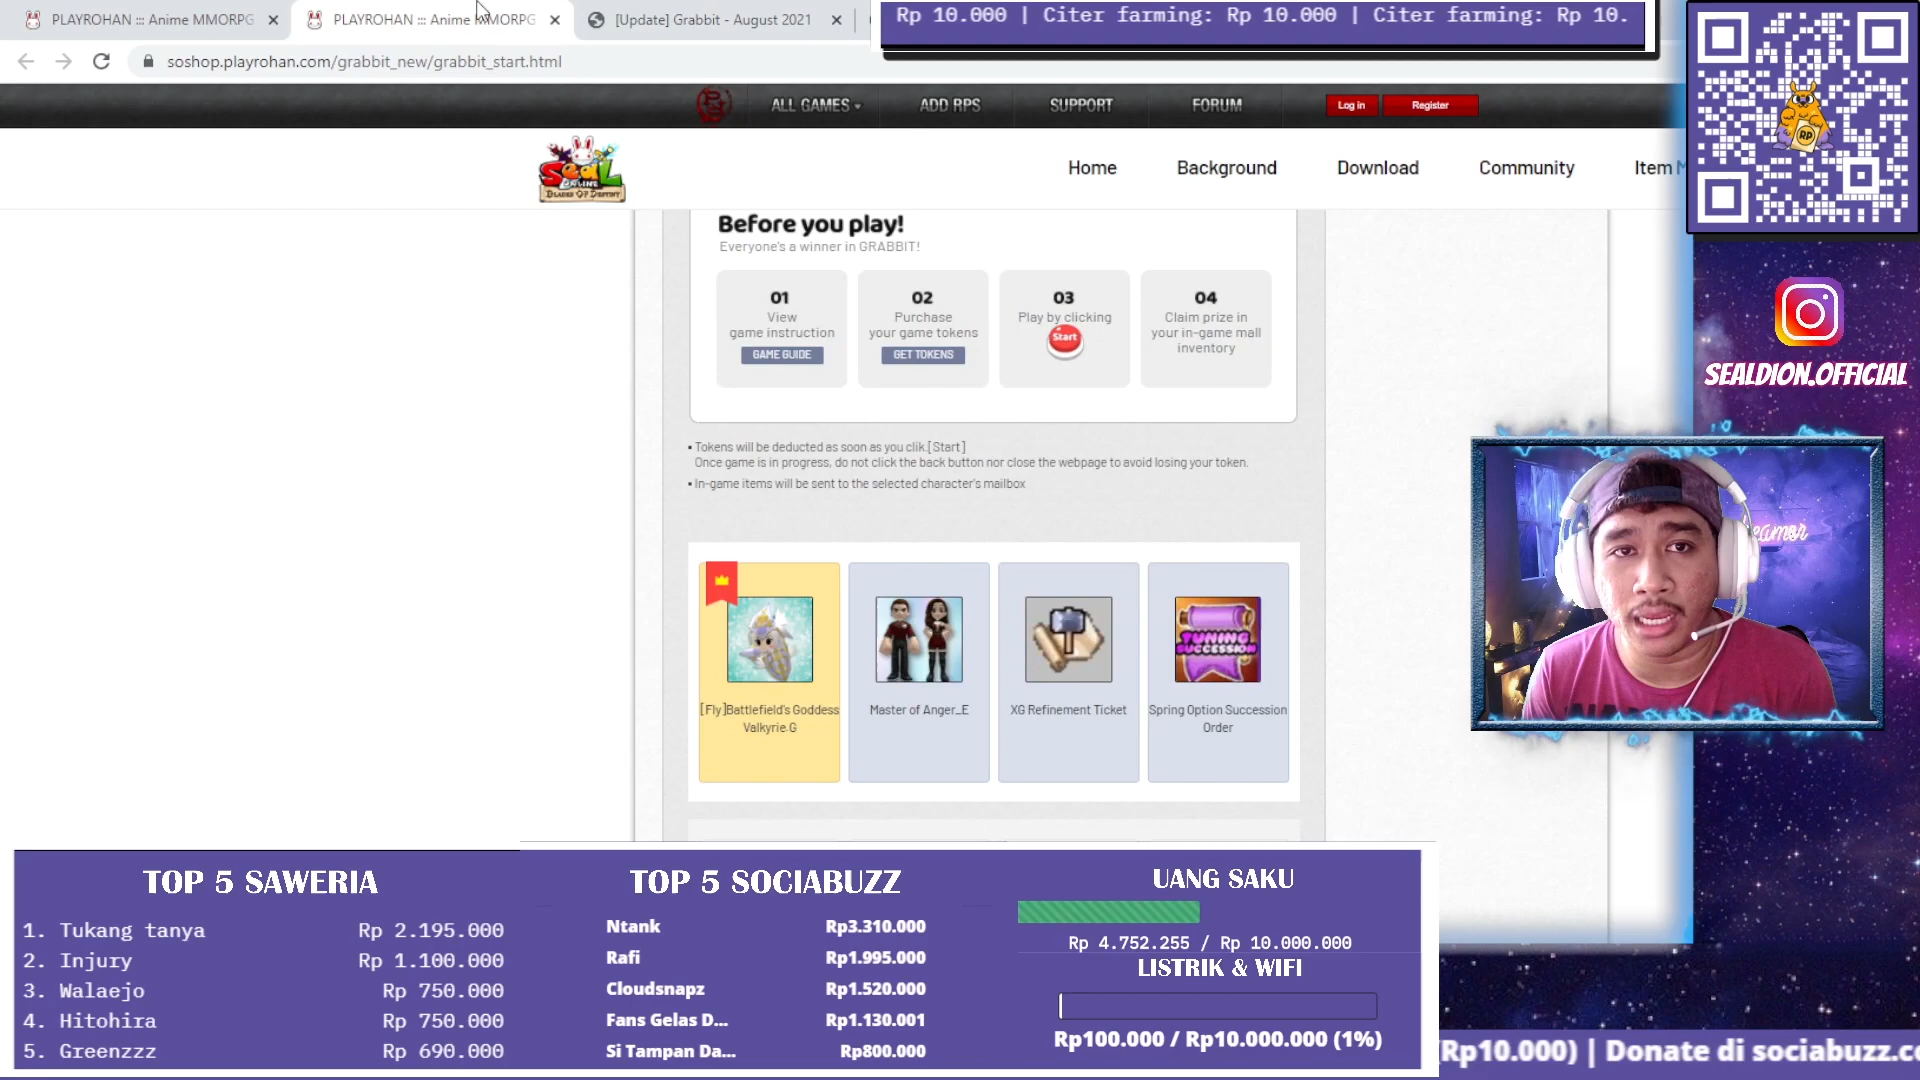 PLAYROHAN ::: Anime MMORPG
PLAYROHAN ::: Anime MMORPG
[Update] Grabbit - August 2021
Rp 10.000 | Citer farming: Rp 10.000 | Citer farming: Rp 10.
soshop.playrohan.com/grabbit_new/grabbit_start.html
ALL GAMES
ADD RPS
SUPPORT
FORUM
Log in
Register
SEAL
ONLINE
BLADES OF DESTINY
Home
Background
Download
Community
Item M
RP
Before you play!
Everyone's a winner in GRABBIT!
01
View
game instruction
GAME GUIDE
02
Purchase
your game tokens
GET TOKENS
03
Play by clicking
Start
04
Claim prize in
your in-game mall
inventory
SEALDION.OFFICIAL
▪ Tokens will be deducted as soon as you clik.[Start]
Once game is in progress, do not click the back button nor close the webpage to avoid losing your token.
▪ In-game items will be sent to the selected character's mailbox
TUNING
SUCCESSION
[Fly]Battlefield's Goddess
Valkyrie.G
Master of Anger_E
XG Refinement Ticket
Spring Option Succession
Order
TOP 5 SAWERIA
1. Tukang tanya Rp 2.195.000
2. Injury Rp 1.100.000
3. Walaejo Rp 750.000
4. Hitohira Rp 750.000
5. Greenzzz Rp 690.000
TOP 5 SOCIABUZZ
Ntank Rp3.310.000
Rafi Rp1.995.000
Cloudsnapz Rp1.520.000
Fans Gelas D... Rp1.130.001
Si Tampan Da... Rp800.000
UANG SAKU
Rp 4.752.255 / Rp 10.000.000
LISTRIK & WIFI
Rp100.000 / Rp10.000.000 (1%)
(Rp10.000) | Donate di sociabuzz.co